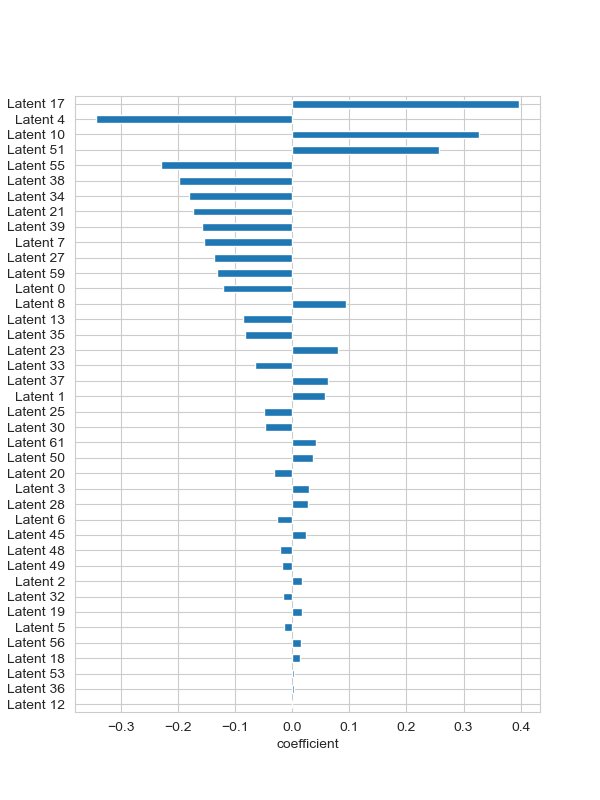 Latent 17
Latent 4
Latent 10
Latent 51
Latent 55
Latent 38
Latent 34
Latent 21
Latent 39
Latent 7
Latent 27
Latent 59
Latent 0
Latent 8
Latent 13
Latent 35
Latent 23
Latent 33
Latent 37
Latent 1
Latent 25
Latent 30
Latent 61
Latent 50
Latent 20
Latent 3
Latent 28
Latent 6
Latent 45
Latent 48
Latent 49
Latent 2
Latent 32
Latent 19
Latent 5
Latent 56
Latent 18
Latent 53
Latent 36
Latent 12
−0.3 −0.2 −0.1 0.0 0.1 0.2 0.3 0.4
coefficient